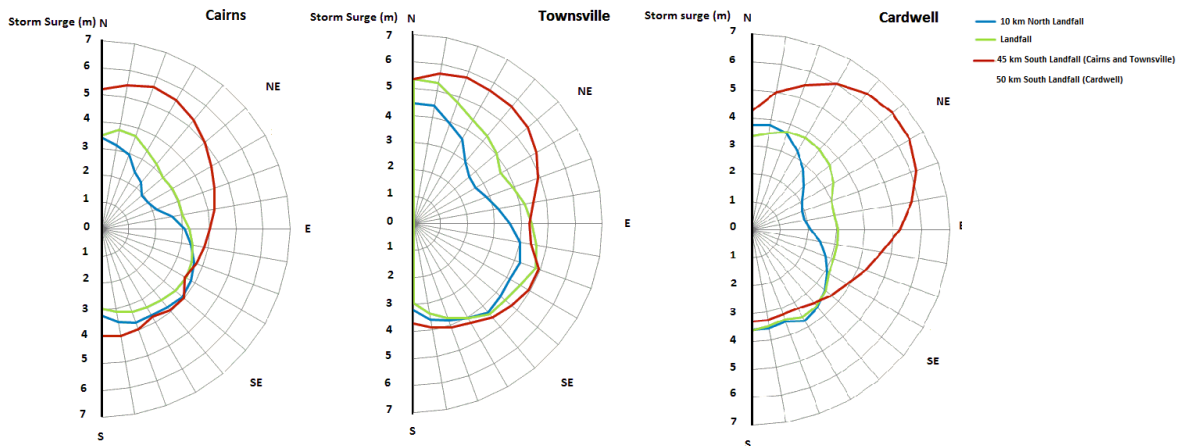 Cairns
Storm Surge (m) N
7
6
5
4
3
2
1
0
1
2
3
4
5
6
7
NE
E
SE
S
Townsville
Storm Surge (m) N
7
6
5
4
3
2
1
0
1
2
3
4
5
6
7
NE
E
SE
S
Cardwell
Storm surge (m) N
7
6
5
4
3
2
1
0
1
2
3
4
5
6
7
NE
E
SE
S
10 km North Landfall
Landfall
45 km South Landfall (Cairns and Townsville)
50 km South Landfall (Cardwell)